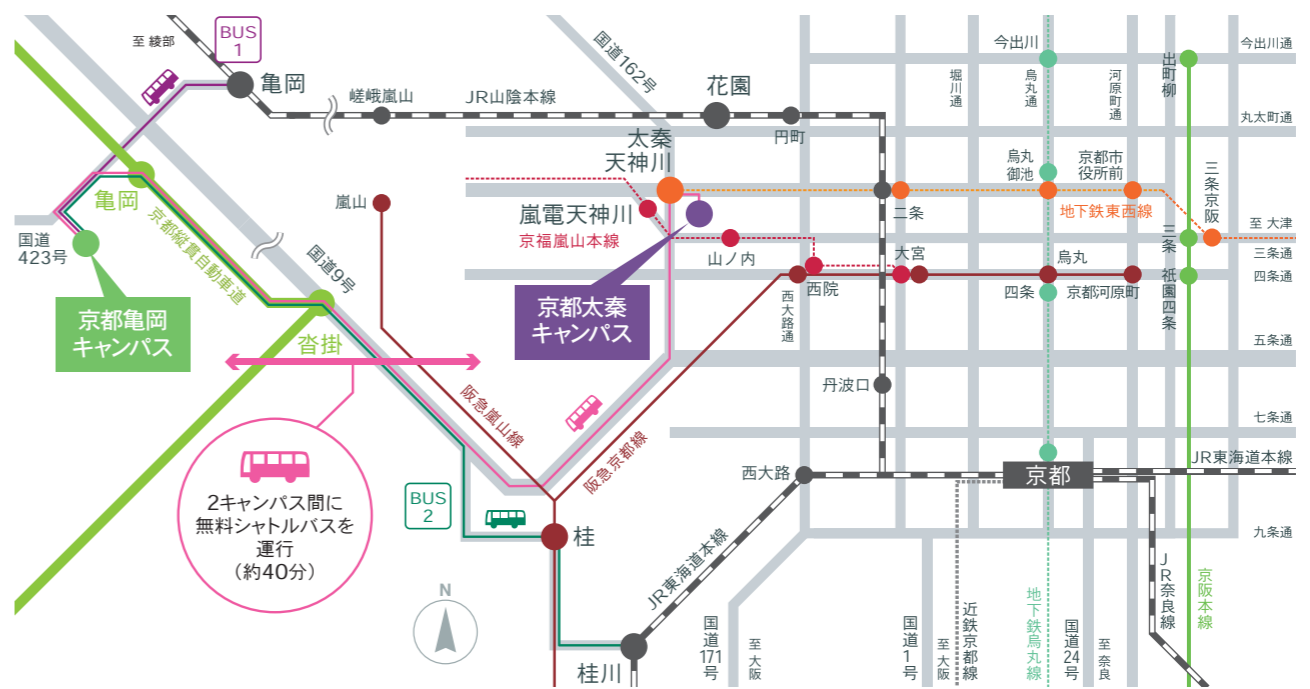 BUS
1
至 綾部
亀岡
嵯峨嵐山
JR山陰本線
国道162号
花園
円町
太秦
天神川
堀川通
今出川
烏丸通
河原町通
出町柳
今出川通
丸太町通
烏丸
御池
京都市
役所前
三条京阪
亀岡
京都縦貫自動車道
国道
423号
国道9号
嵐山
嵐電天神川
京福嵐山本線
山ノ内
二条
地下鉄東西線
三条
至 大津
三条通
大宮
烏丸
西院
西大路通
四条
京都河原町
祇園四条
四条通
京都亀岡
キャンパス
京都太秦
キャンパス
沓掛
五条通
丹波口
阪急嵐山線
阪急京都線
七条通
2キャンパス間に
無料シャトルバスを
運行
（約40分）
BUS
2
西大路
京都
JR東海道本線
九条通
桂
N
JR東海道本線
桂川
国道
171号
至 大阪
国道
1号
至 大阪
近鉄京都線
地下鉄烏丸線
国道
24号
至 奈良
JR奈良線
京阪本線